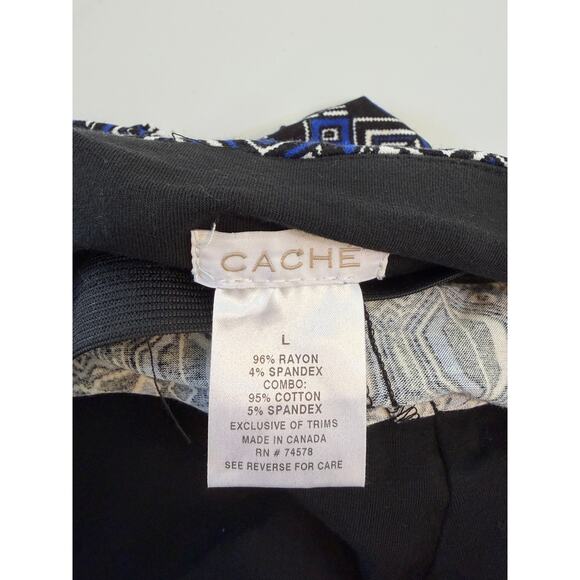 CACHE
L
96% RAYON
4% SPANDEX
COMBO:
95% COTTON
5% SPANDEX
EXCLUSIVE OF TRIMS
MADE IN CANADA
RN # 74578
SEE REVERSE FOR CARE